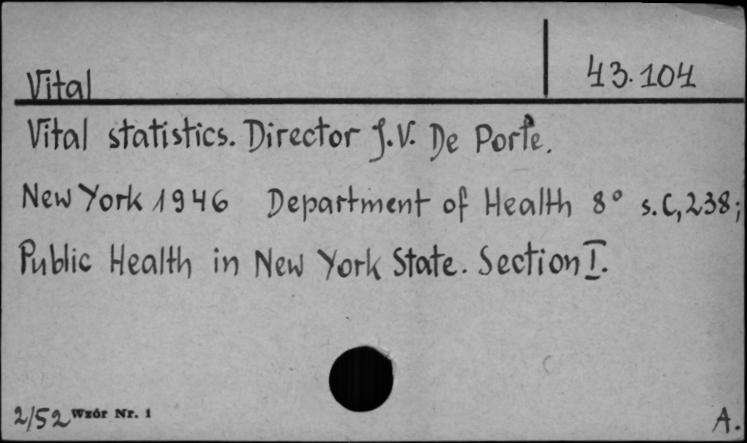 Vital
43.104
Vital statistics. Director J.V. De Porte.
New York 1946 Department of Health 8° s. C, 238;
Public Health in New York State. Section I.
2/52 Wzór Nr. 1
A.